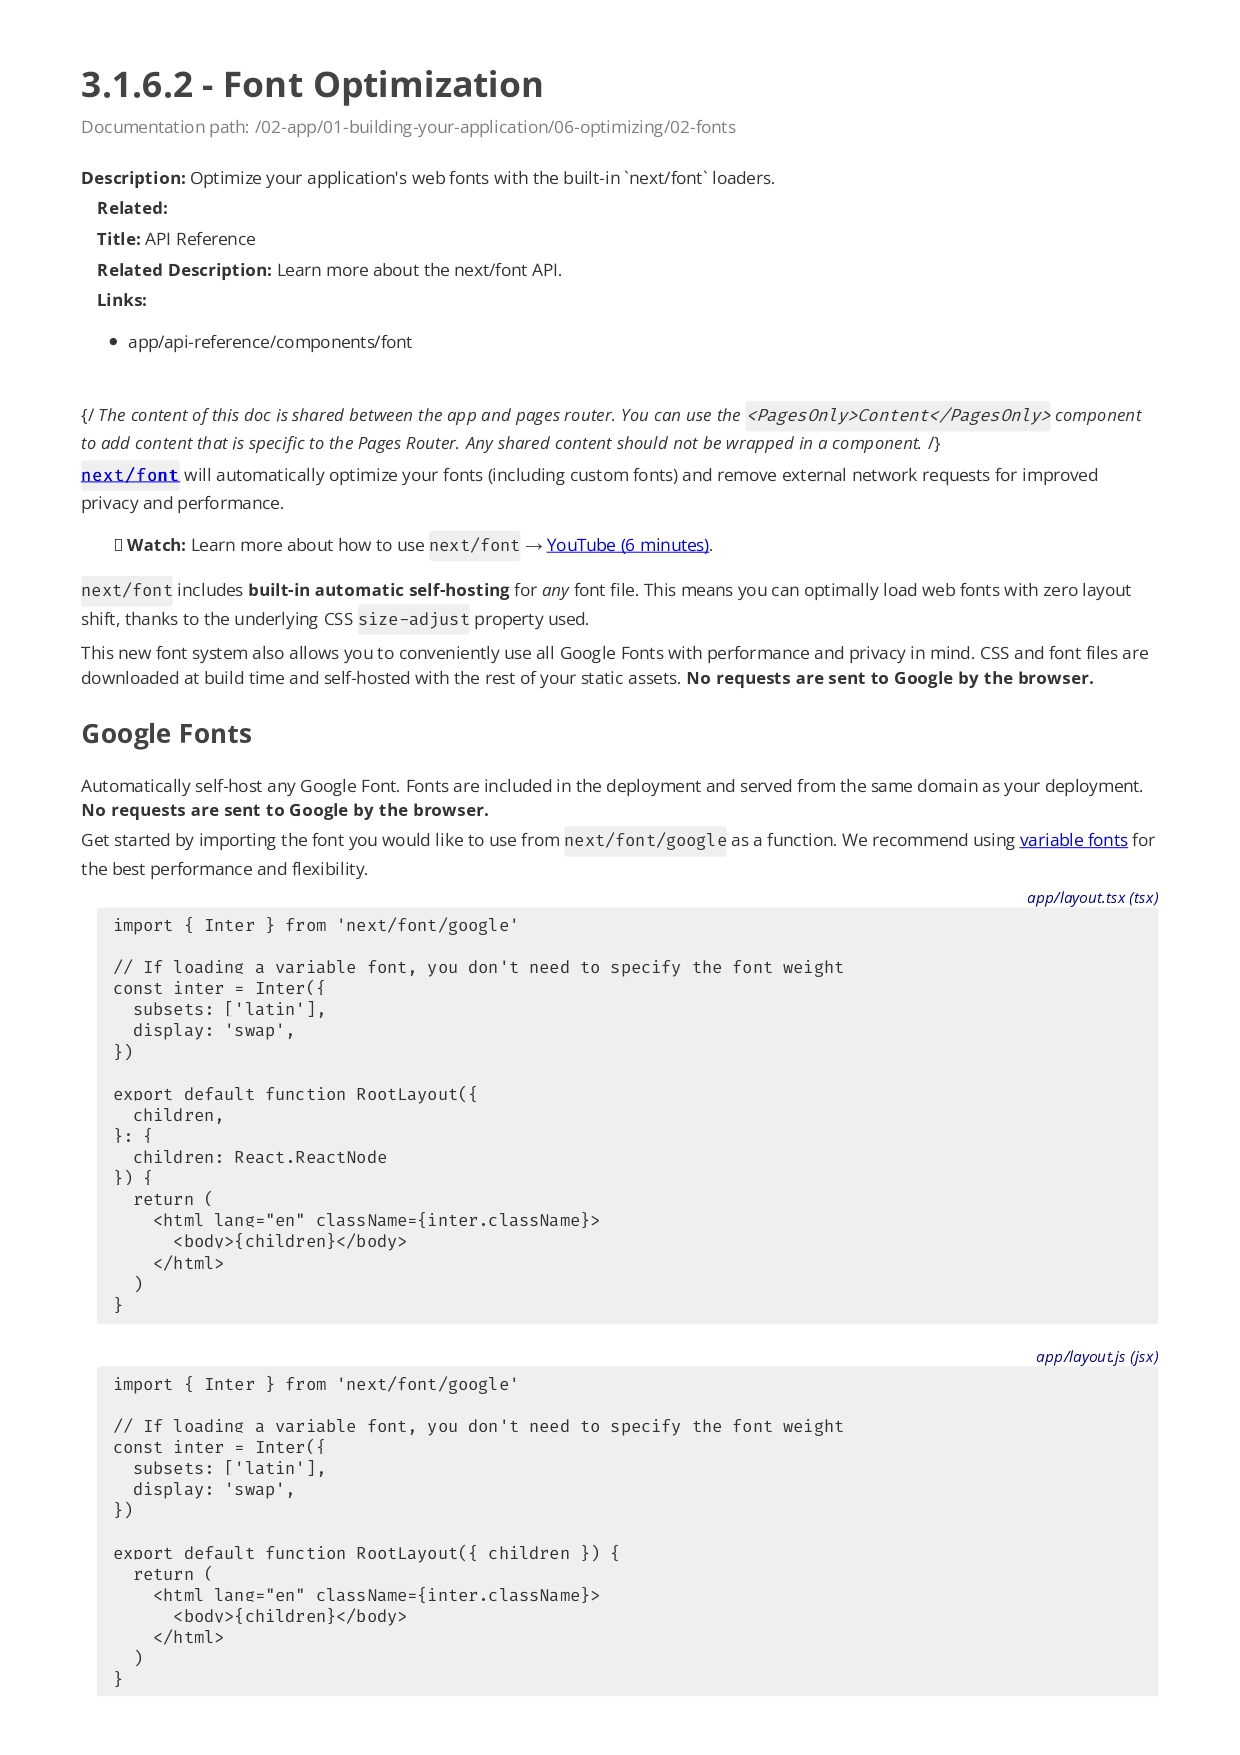 3.1.6.2 - Font Optimization
Documentation path: /02-app/01-building-your-application/06-optimizing/02-fonts
Description: Optimize your application's web fonts with the built-in `next/font` loaders.
Related:
Title: API Reference
Related Description: Learn more about the next/font API.
Links:
• app/api-reference/components/font
{/ The content of this doc is shared between the app and pages router. You can use the <PagesOnly>Content</PagesOnly> component
to add content that is specific to the Pages Router. Any shared content should not be wrapped in a component. /}
next/font will automatically optimize your fonts (including custom fonts) and remove external network requests for improved
privacy and performance.
▯ Watch: Learn more about how to use next/font → YouTube (6 minutes).
next/font includes built-in automatic self-hosting for any font file. This means you can optimally load web fonts with zero layout
shift, thanks to the underlying CSS size-adjust property used.
This new font system also allows you to conveniently use all Google Fonts with performance and privacy in mind. CSS and font files are
downloaded at build time and self-hosted with the rest of your static assets. No requests are sent to Google by the browser.
Google Fonts
Automatically self-host any Google Font. Fonts are included in the deployment and served from the same domain as your deployment.
No requests are sent to Google by the browser.
Get started by importing the font you would like to use from next/font/google as a function. We recommend using variable fonts for
the best performance and flexibility.
app/layout.tsx (tsx)
import { Inter } from 'next/font/google'

// If loading a variable font, you don't need to specify the font weight
const inter = Inter({
  subsets: ['latin'],
  display: 'swap',
})

export default function RootLayout({
  children,
}: {
  children: React.ReactNode
}) {
  return (
    <html lang="en" className={inter.className}>
      <body>{children}</body>
    </html>
  )
}
app/layout.js (jsx)
import { Inter } from 'next/font/google'

// If loading a variable font, you don't need to specify the font weight
const inter = Inter({
  subsets: ['latin'],
  display: 'swap',
})

export default function RootLayout({ children }) {
  return (
    <html lang="en" className={inter.className}>
      <body>{children}</body>
    </html>
  )
}